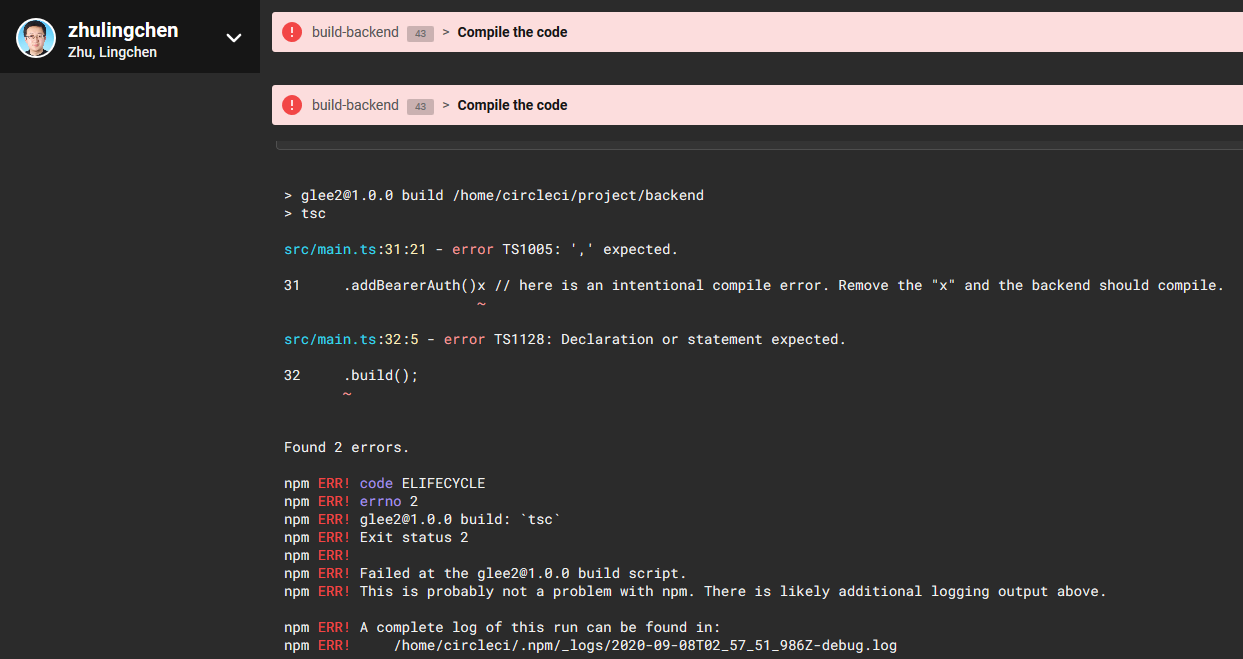 zhulingchen
Zhu, Lingchen
build-backend 43 > Compile the code
build-backend 43 > Compile the code
> glee2@1.0.0 build /home/circleci/project/backend
> tsc
src/main.ts:31:21 - error TS1005: ',' expected.
31     .addBearerAuth()x // here is an intentional compile error. Remove the "x" and the backend should compile.
~
src/main.ts:32:5 - error TS1128: Declaration or statement expected.
32     .build();
~
Found 2 errors.
npm ERR! code ELIFECYCLE
npm ERR! errno 2
npm ERR! glee2@1.0.0 build: `tsc`
npm ERR! Exit status 2
npm ERR!
npm ERR! Failed at the glee2@1.0.0 build script.
npm ERR! This is probably not a problem with npm. There is likely additional logging output above.
npm ERR! A complete log of this run can be found in:
npm ERR!     /home/circleci/.npm/_logs/2020-09-08T02_57_51_986Z-debug.log